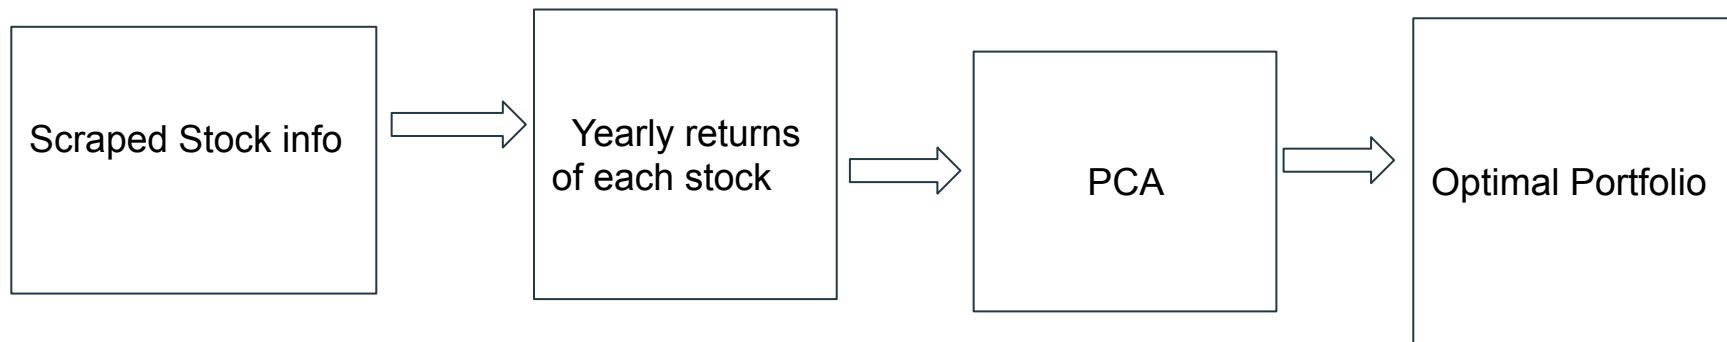 Scraped Stock info
Yearly returns
of each stock
PCA
Optimal Portfolio